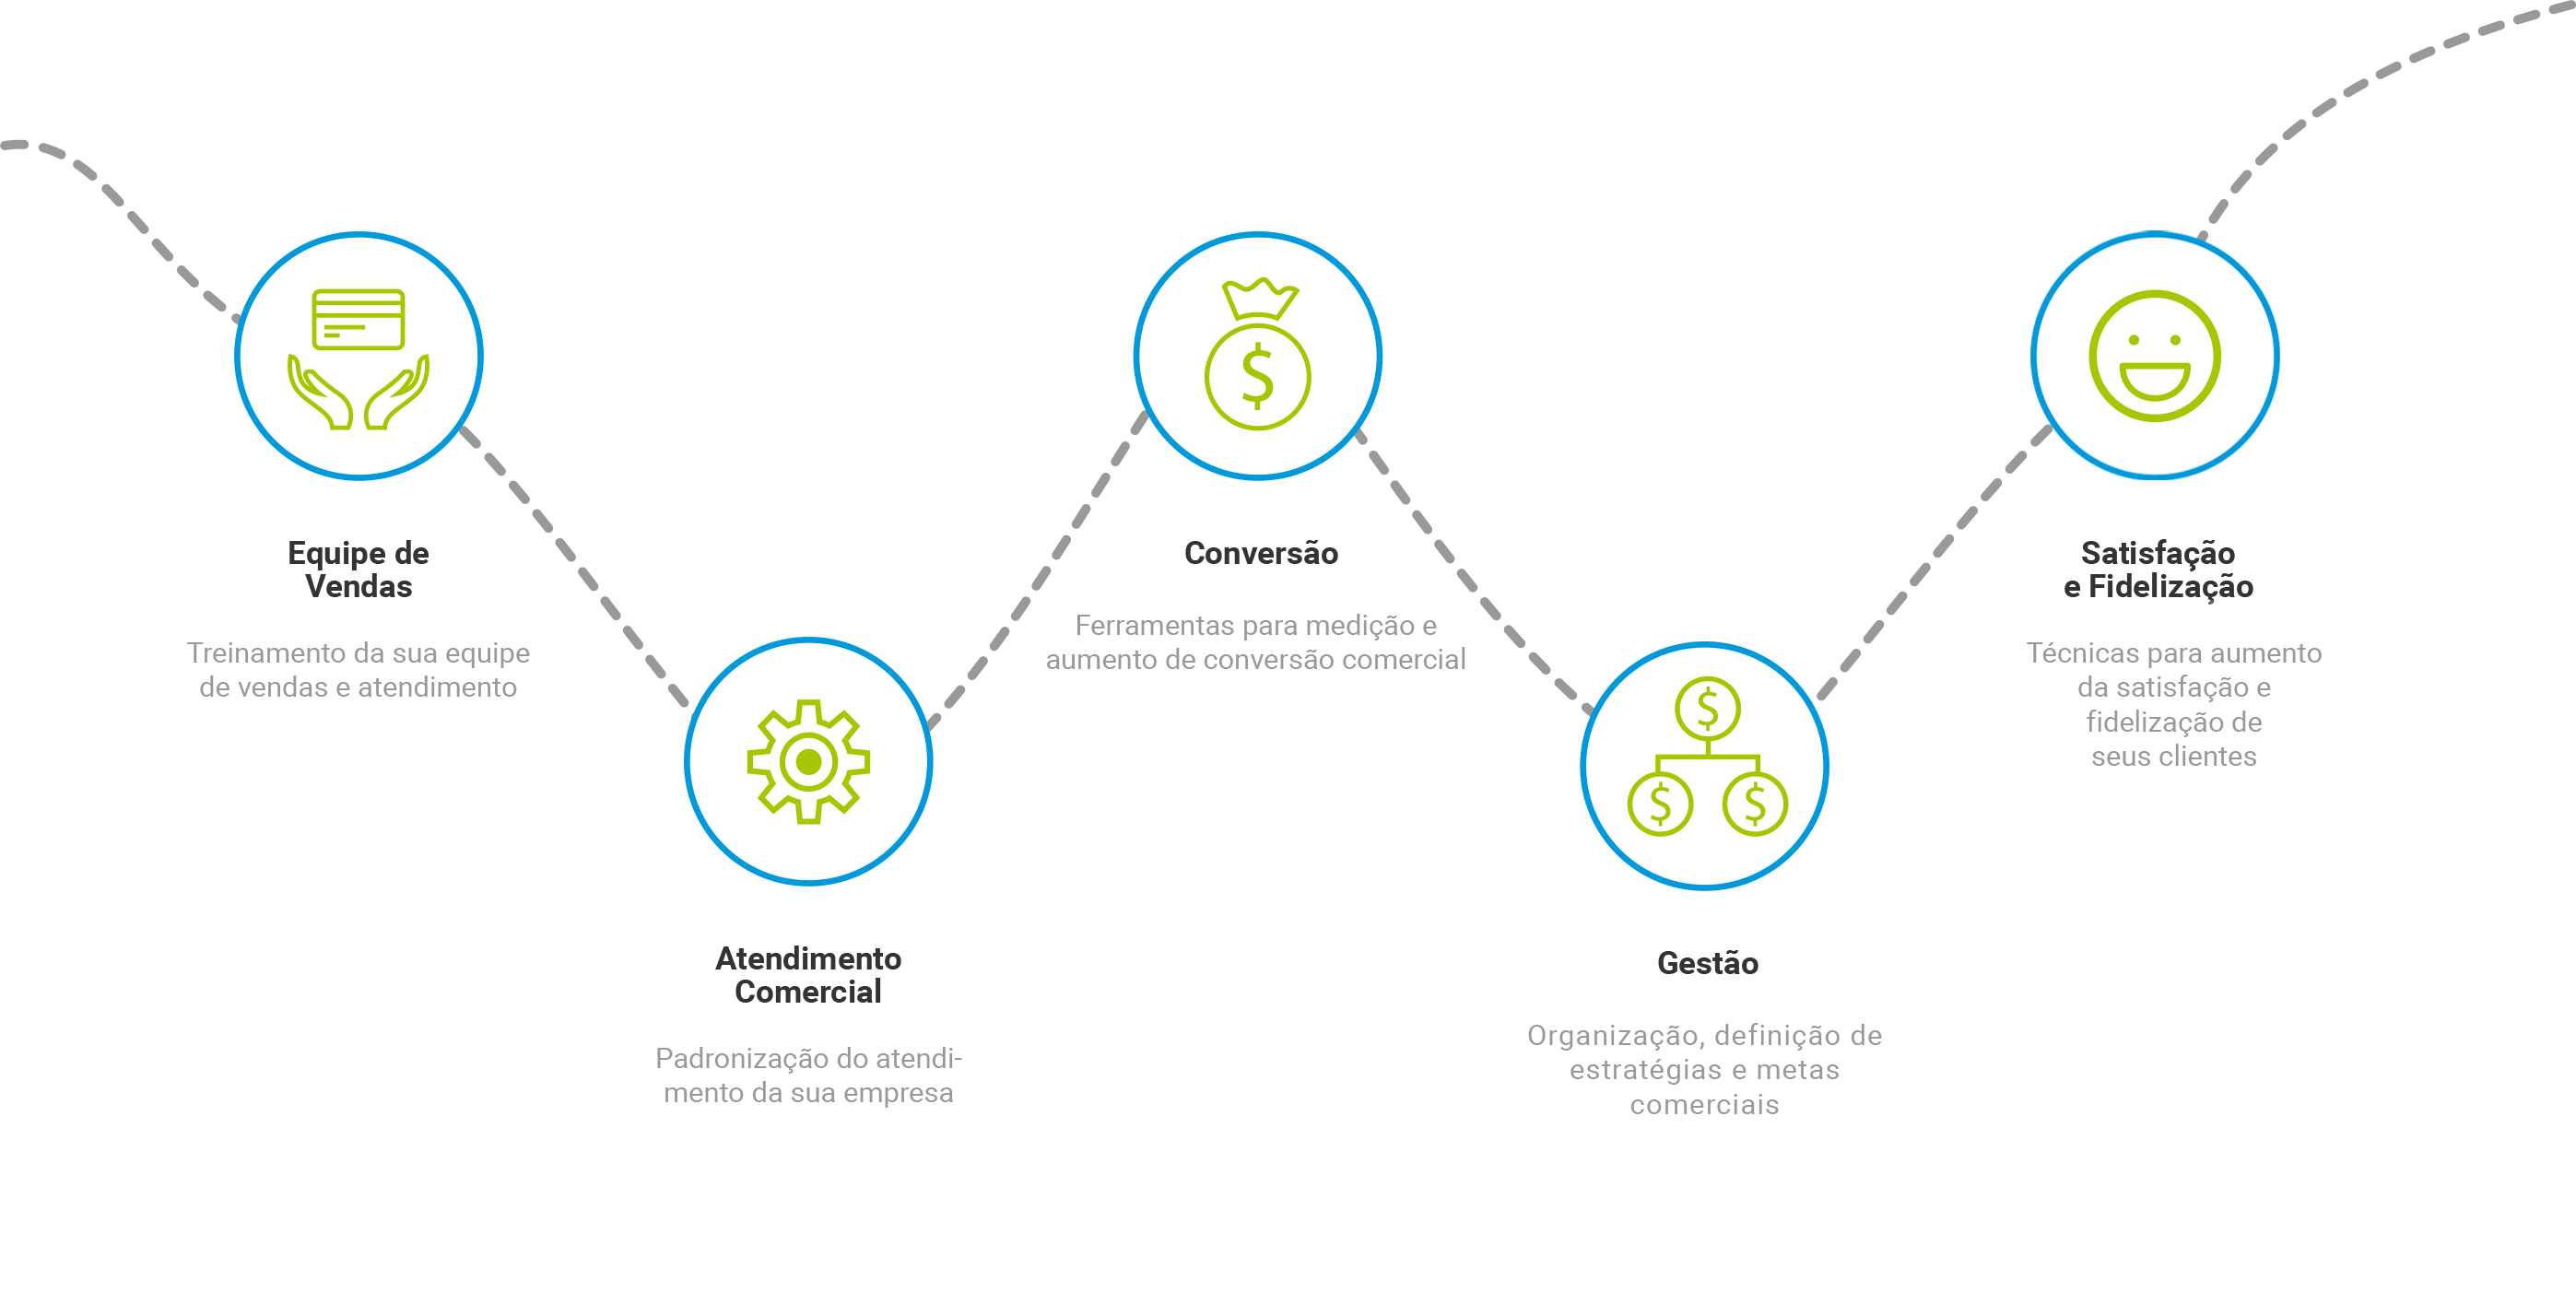 Equipe de
Vendas
Treinamento da sua equipe
de vendas e atendimento
Atendimento
Comercial
Padronização do atendi-
mento da sua empresa
Conversão
Ferramentas para medição e
aumento de conversão comercial
$
Gestão
Organização, definição de
estratégias e metas
comerciais
$
$
$
Satisfação
e Fidelização
Técnicas para aumento
da satisfação e
fidelização de
seus clientes